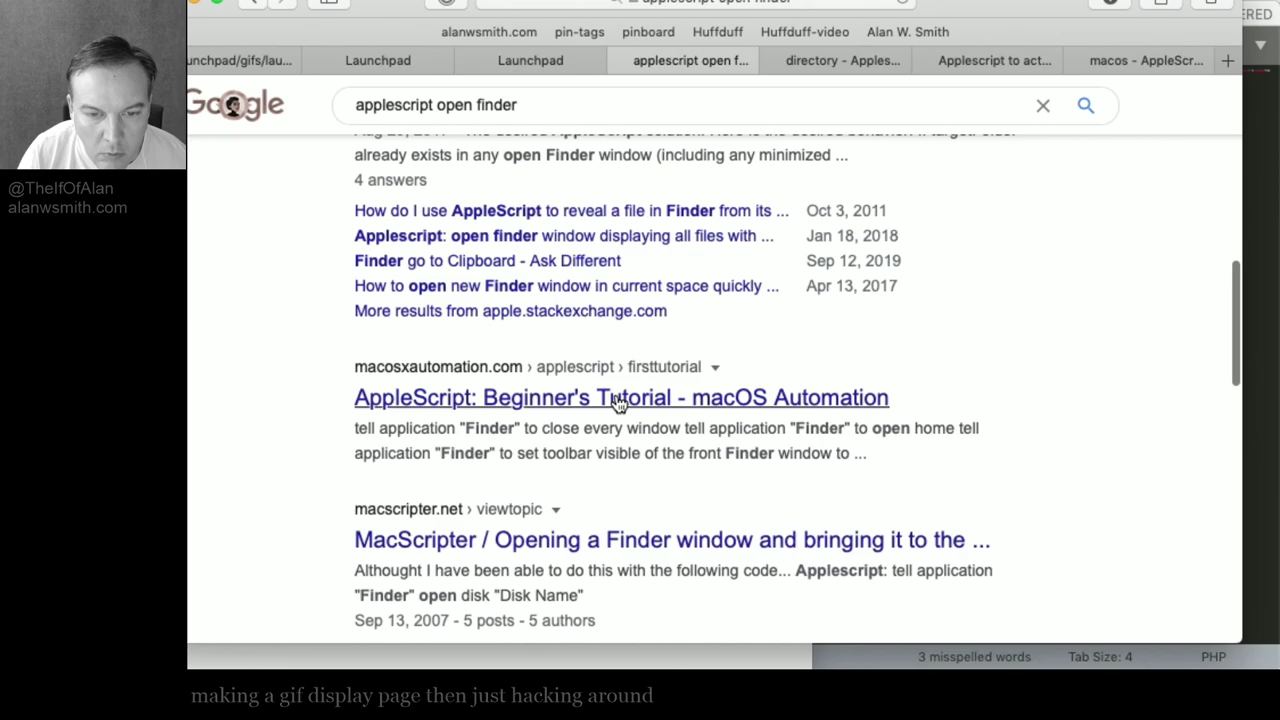 applescript open finder
ERED
alanwsmith.com pin-tags pinboard Huffduff Huffduff-video Alan W. Smith
unchpad/gifs/lau... Launchpad Launchpad applescript open f... directory - Apples... Applescript to act... macos - AppleScr...
Google applescript open finder
already exists in any open Finder window (including any minimized ...
4 answers
How do I use AppleScript to reveal a file in Finder from its ... Oct 3, 2011
Applescript: open finder window displaying all files with ... Jan 18, 2018
Finder go to Clipboard - Ask Different Sep 12, 2019
How to open new Finder window in current space quickly ... Apr 13, 2017
More results from apple.stackexchange.com
macosxautomation.com › applescript › firsttutorial
AppleScript: Beginner's Tutorial - macOS Automation
tell application "Finder" to close every window tell application "Finder" to open home tell
application "Finder" to set toolbar visible of the front Finder window to ...
macscripter.net › viewtopic
MacScripter / Opening a Finder window and bringing it to the ...
Althought I have been able to do this with the following code... Applescript: tell application
"Finder" open disk "Disk Name"
Sep 13, 2007 - 5 posts - 5 authors
3 misspelled words Tab Size: 4 PHP
@TheIfOfAlan
alanwsmith.com
making a gif display page then just hacking around